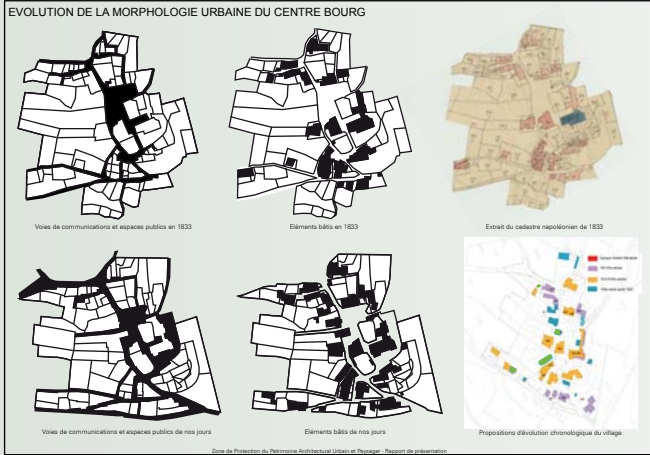 EVOLUTION DE LA MORPHOLOGIE URBAINE DU CENTRE BOURG
Voies de communications et espaces publics en 1833
Eléments bâtis en 1833
Extrait du cadastre napoléonien de 1833
Voies de communications et espaces publics de nos jours
Eléments bâtis de nos jours
Propositions d'évolution chronologique du village
Zone de Protection du Patrimoine Architectural Urbain et Paysager - Rapport de présentation